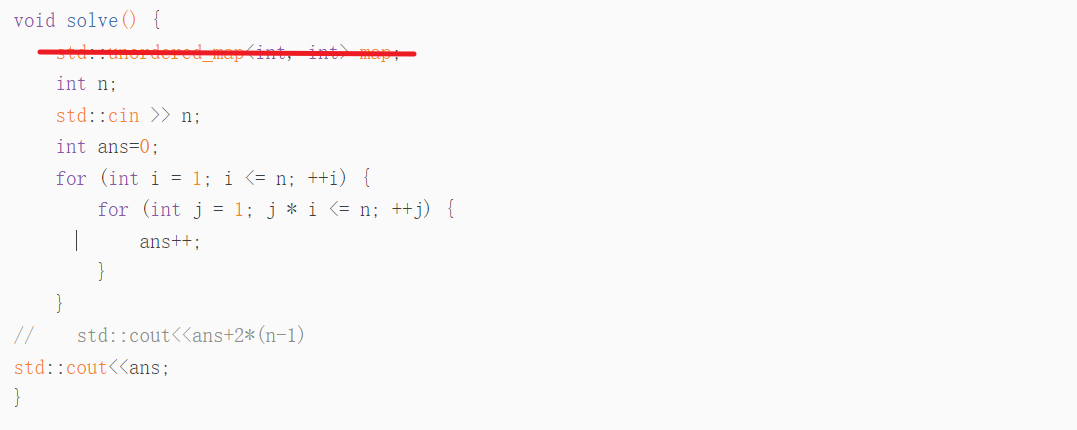 void solve() {
    std::unordered_map<int, int> map;
    int n;
    std::cin >> n;
    int ans=0;
    for (int i = 1; i <= n; ++i) {
        for (int j = 1; j * i <= n; ++j) {
            ans++;
        }
    }
//    std::cout<<ans+2*(n-1)
std::cout<<ans;
}